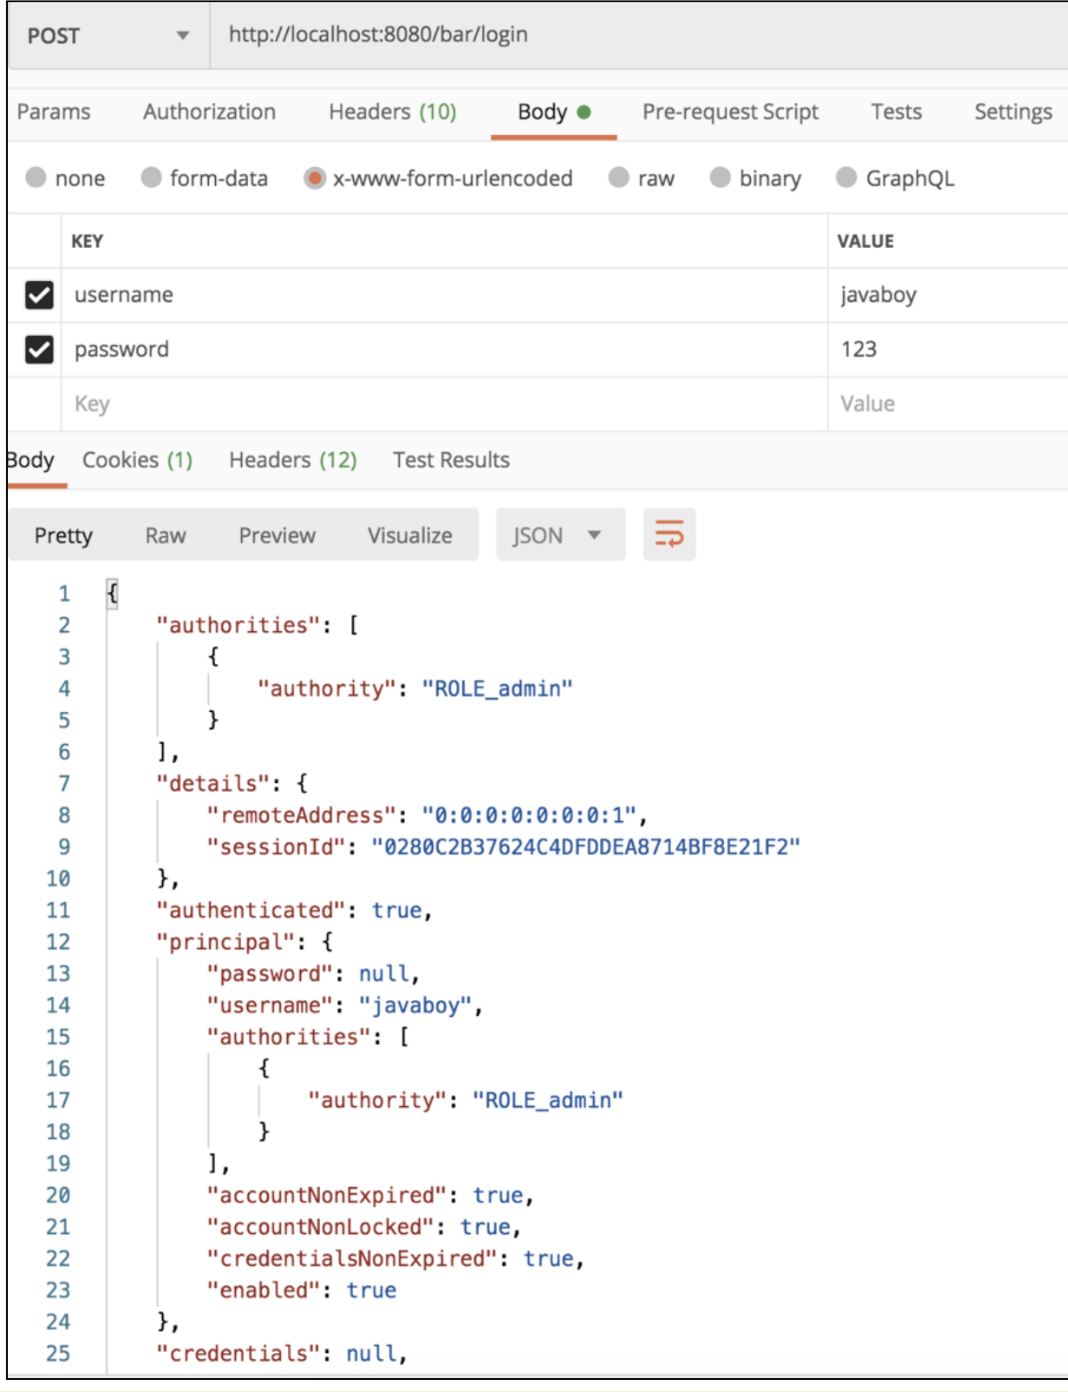 POST http://localhost:8080/bar/login
Params Authorization Headers (10) Body Pre-request Script Tests Settings
none form-data x-www-form-urlencoded raw binary GraphQL
KEY VALUE
username javaboy
password 123
Key Value
Body Cookies (1) Headers (12) Test Results
Pretty Raw Preview Visualize JSON
1 {
2 "authorities": [
3 {
4 "authority": "ROLE_admin"
5 }
6 ],
7 "details": {
8 "remoteAddress": "0:0:0:0:0:0:0:1",
9 "sessionId": "0280C2B37624C4DFDDEA8714BF8E21F2"
10 },
11 "authenticated": true,
12 "principal": {
13 "password": null,
14 "username": "javaboy",
15 "authorities": [
16 {
17 "authority": "ROLE_admin"
18 }
19 ],
20 "accountNonExpired": true,
21 "accountNonLocked": true,
22 "credentialsNonExpired": true,
23 "enabled": true
24 },
25 "credentials": null,